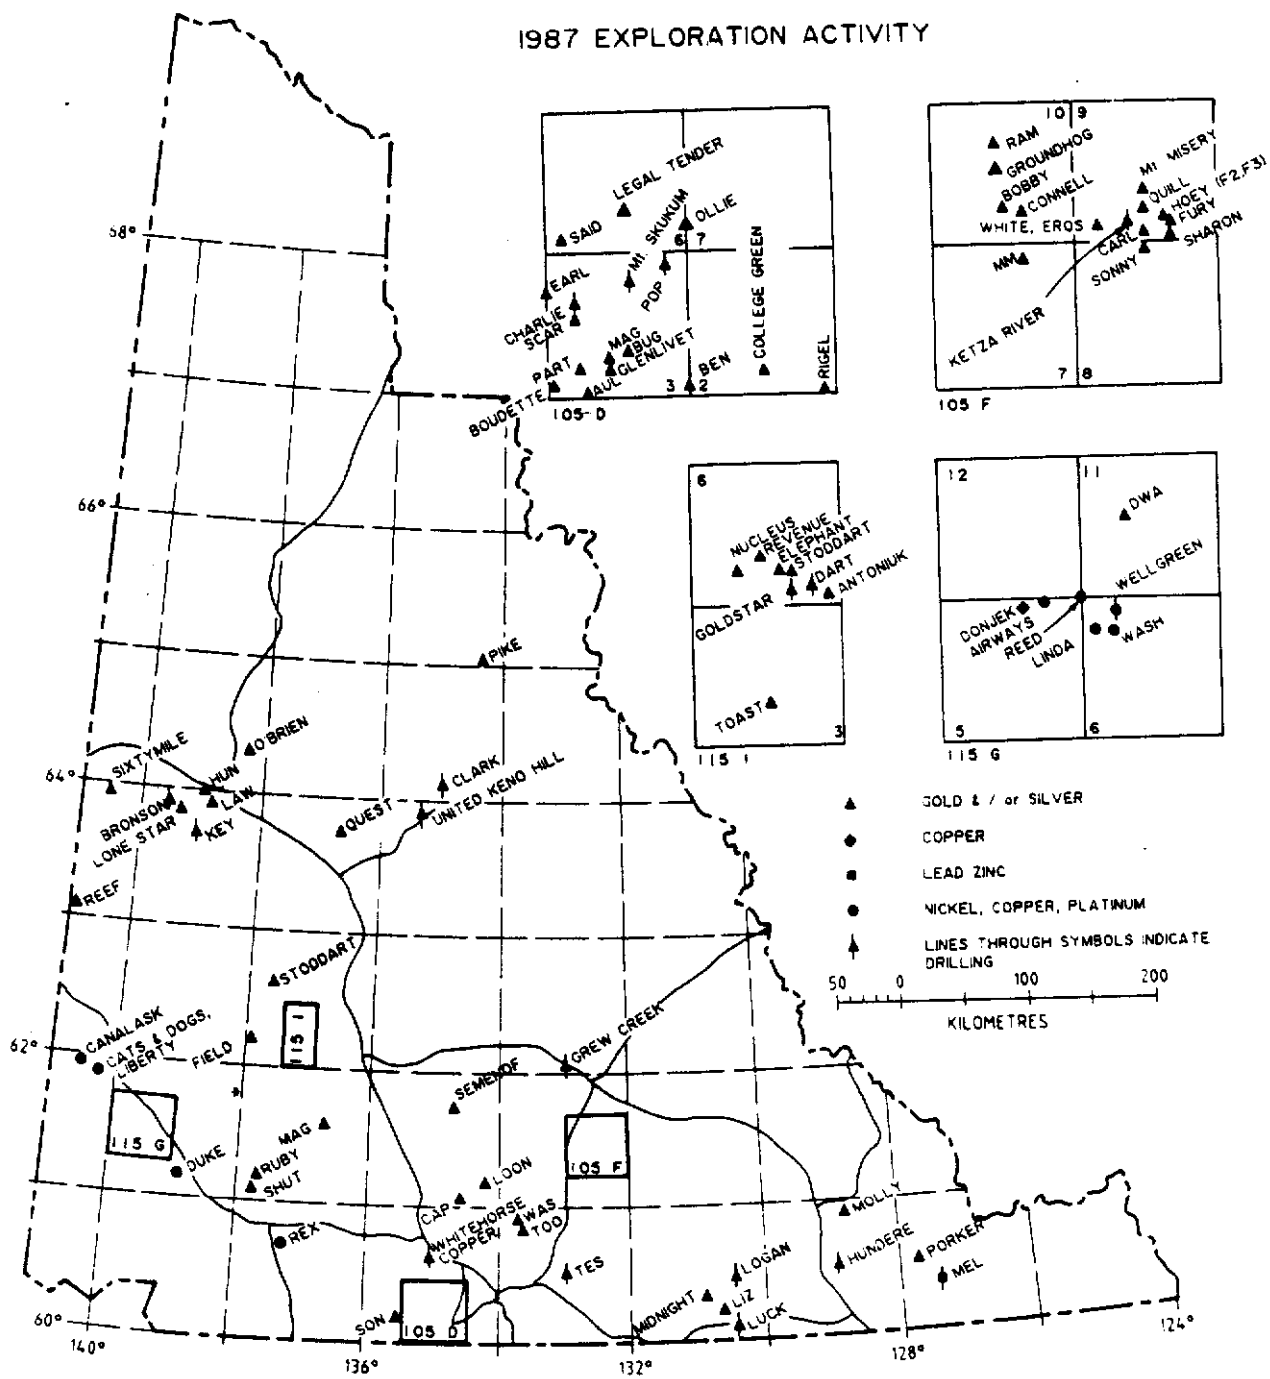 1987 EXPLORATION ACTIVITY
LEGAL TENDER
SAID
Mt. SKUKUM
OLLIE
6 7
EARL
POP
COLLEGE GREEN
CHARLIE
SCAR
MAG
BUG
GLENLIVET
PART
AUL
BEN
RIGEL
BOUDETTE
3 2
105-D
10 9
RAM
GROUNDHOG
BOBBY
CONNELL
Mt MISERY
QUILL
HOEY (F2,F3)
FURY
WHITE, EROS
CARL
SHARON
MM
SONNY
KETZA RIVER
7 8
105 F
6
NUCLEUS
REVENUE
ELEPHANT
STODDART
DART
ANTONIUK
GOLDSTAR
TOAST
3
115 I
12
11
DWA
WELLGREEN
DONJEK
AIRWAYS
REED
LINDA
WASH
5
6
115 G
GOLD & / or SILVER
COPPER
LEAD ZINC
NICKEL, COPPER, PLATINUM
LINES THROUGH SYMBOLS INDICATE
DRILLING
50 0 100 200
KILOMETRES
68°
66°
PIKE
O'BRIEN
SIXTYMILE
64°
HUN
CLARK
BRONSON
LAW
QUEST
UNITED KENO HILL
LONE STAR
KEY
REEF
STODDART
115 I
62°
CANALASK
CATS & DOGS,
LIBERTY
FIELD
GREW CREEK
SEMENOF
115 G
MAG
105 F
DUKE
RUBY
SHUT
LOON
CAP
MOLLY
WHITEHORSE
COPPER
WAS
TOO
REX
HUNDERE
PORKER
TES
LOGAN
MEL
MIDNIGHT
LIZ
SON
105 D
LUCK
60°
140°
136°
132°
128°
124°